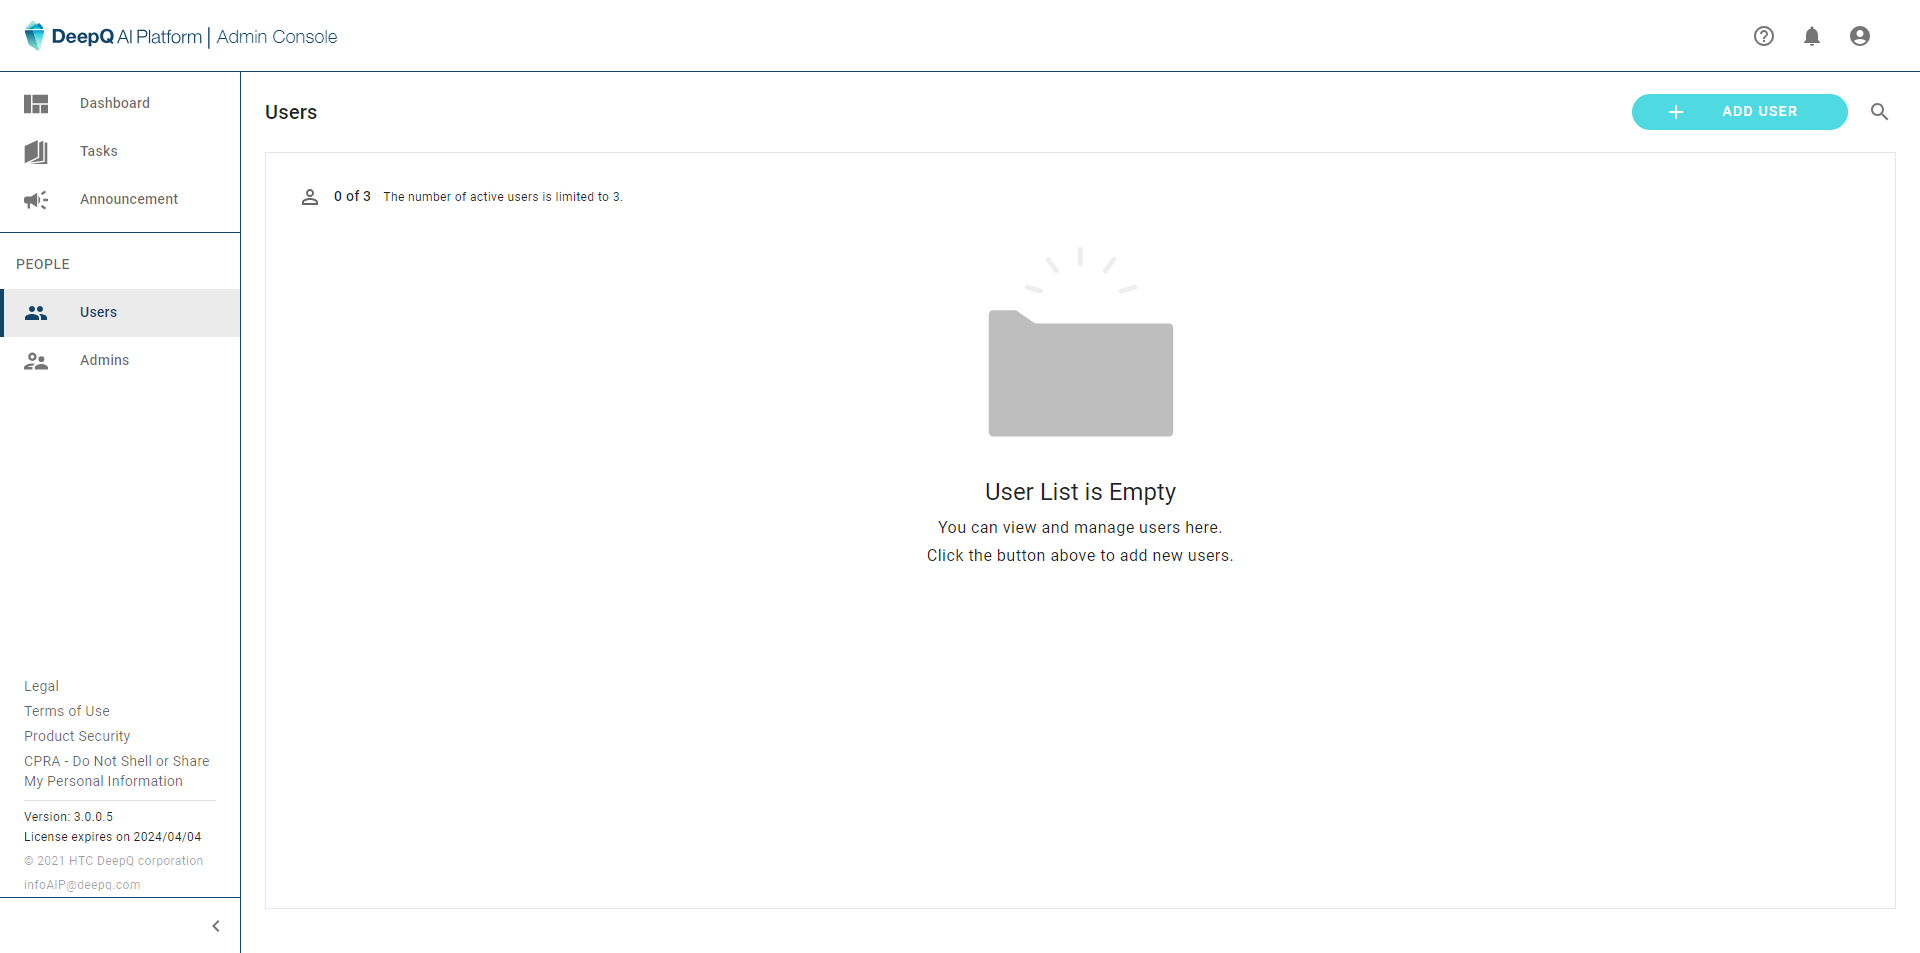 DeepQ AI Platform | Admin Console
Dashboard
Tasks
Announcement
PEOPLE
Users
Admins
Legal
Terms of Use
Product Security
CPRA - Do Not Shell or Share
My Personal Information
Version: 3.0.0.5
License expires on 2024/04/04
© 2021 HTC DeepQ corporation
infoAIP@deepq.com
Users
ADD USER
0 of 3 The number of active users is limited to 3.
User List is Empty
You can view and manage users here.
Click the button above to add new users.